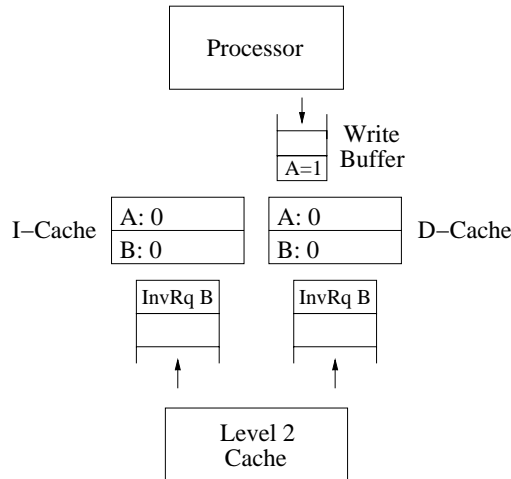 Processor
Write
Buffer
A=1
I−Cache
A: 0
B: 0
A: 0
B: 0
D−Cache
InvRq B
InvRq B
Level 2
Cache